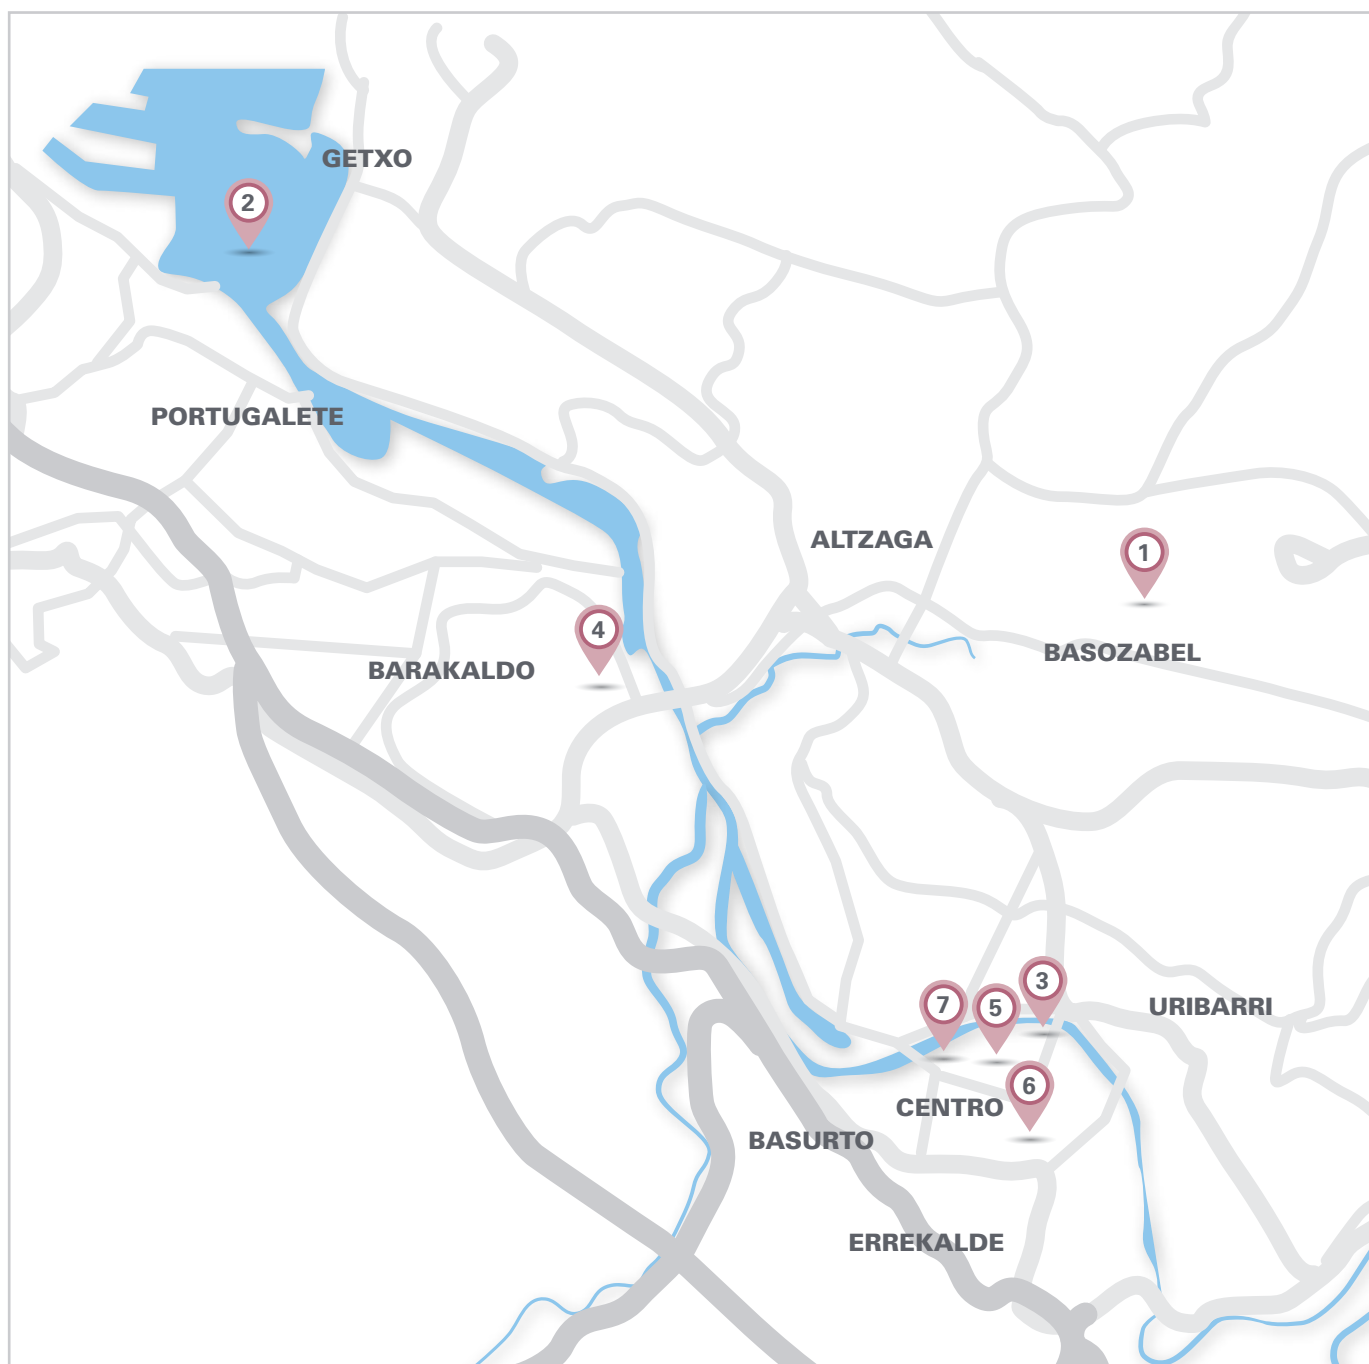 GETXO
2
PORTUGALETE
ALTZAGA
1
4
BASOZABEL
BARAKALDO
3
7
5
URIBARRI
6
CENTRO
BASURTO
ERREKALDE